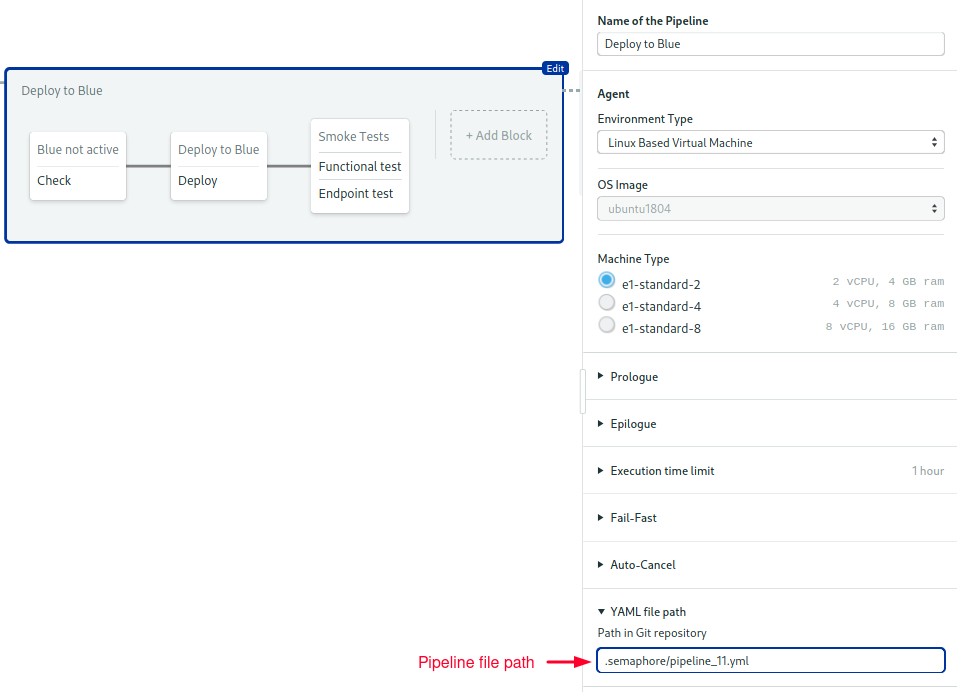 Edit
Deploy to Blue
Blue not active
Check
Deploy to Blue
Deploy
Smoke Tests
Functional test
Endpoint test
+ Add Block
Name of the Pipeline
Deploy to Blue
Agent
Environment Type
Linux Based Virtual Machine
OS Image
ubuntu1804
Machine Type
e1-standard-2 2 vCPU, 4 GB ram
e1-standard-4 4 vCPU, 8 GB ram
e1-standard-8 8 vCPU, 16 GB ram
Prologue
Epilogue
Execution time limit 1 hour
Fail-Fast
Auto-Cancel
YAML file path
Path in Git repository
Pipeline file path
.semaphore/pipeline_11.yml